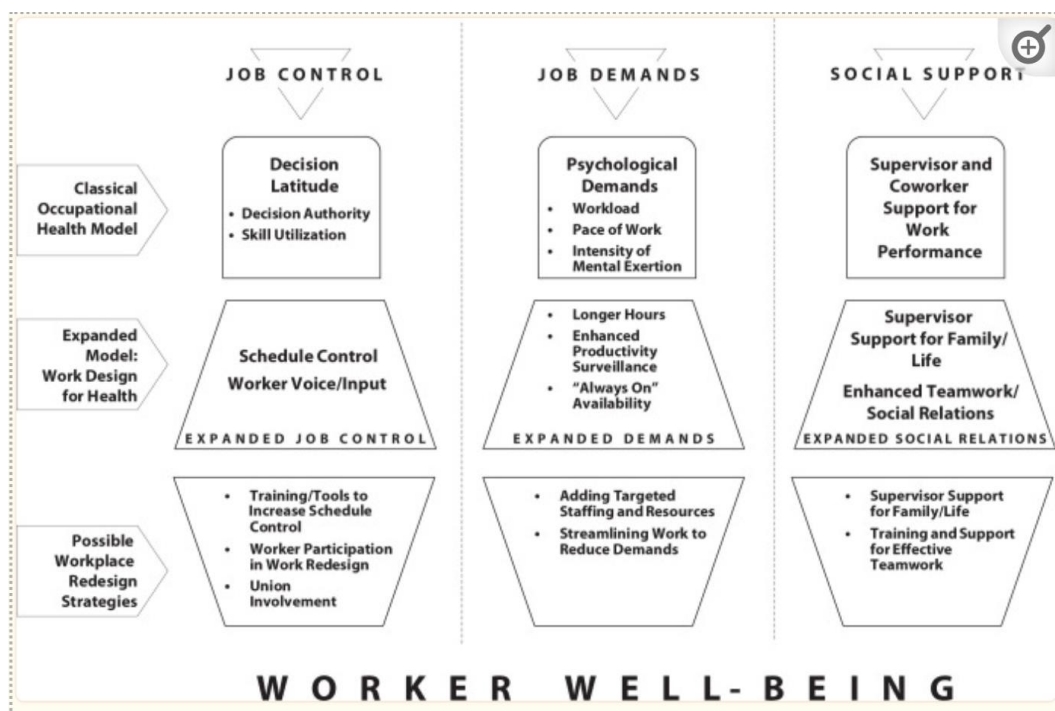 JOB CONTROL
JOB DEMANDS
SOCIAL SUPPORT
Classical
Occupational
Health Model
Decision
Latitude
• Decision Authority
• Skill Utilization
Psychological
Demands
• Workload
• Pace of Work
• Intensity of
Mental Exertion
Supervisor and
Coworker
Support for
Work
Performance
Expanded
Model:
Work Design
for Health
Schedule Control
Worker Voice/Input
EXPANDED JOB CONTROL
• Longer Hours
• Enhanced
Productivity
Surveillance
• “Always On”
Availability
EXPANDED DEMANDS
Supervisor
Support for Family/
Life
Enhanced Teamwork/
Social Relations
EXPANDED SOCIAL RELATIONS
Possible
Workplace
Redesign
Strategies
• Training/Tools to
Increase Schedule
Control
• Worker Participation
in Work Redesign
• Union
Involvement
• Adding Targeted
Staffing and Resources
• Streamlining Work to
Reduce Demands
• Supervisor Support
for Family/Life
• Training and Support
for Effective
Teamwork
WORKER WELL-BEING